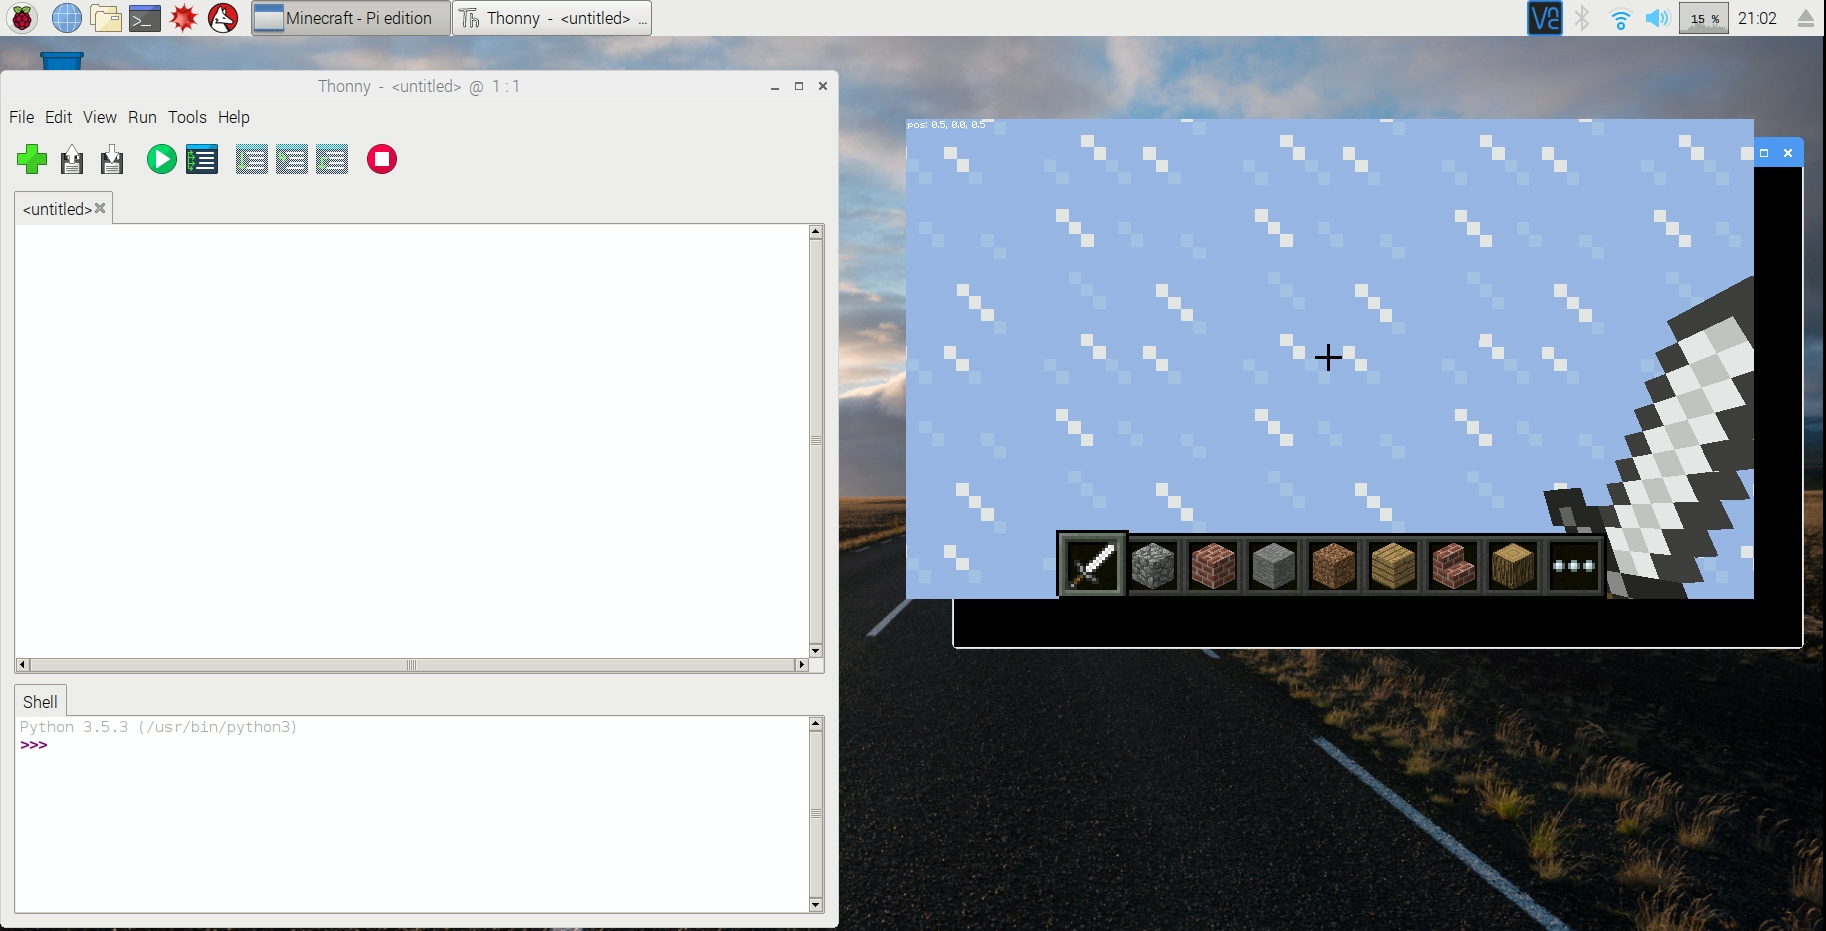 Minecraft - Pi edition
Thonny - <untitled> ...
15 %
21:02
Thonny - <untitled> @ 1 : 1
File Edit View Run Tools Help
<untitled>
Shell
Python 3.5.3 (/usr/bin/python3)
>>>
pos: 0.5, 0.0, 0.5